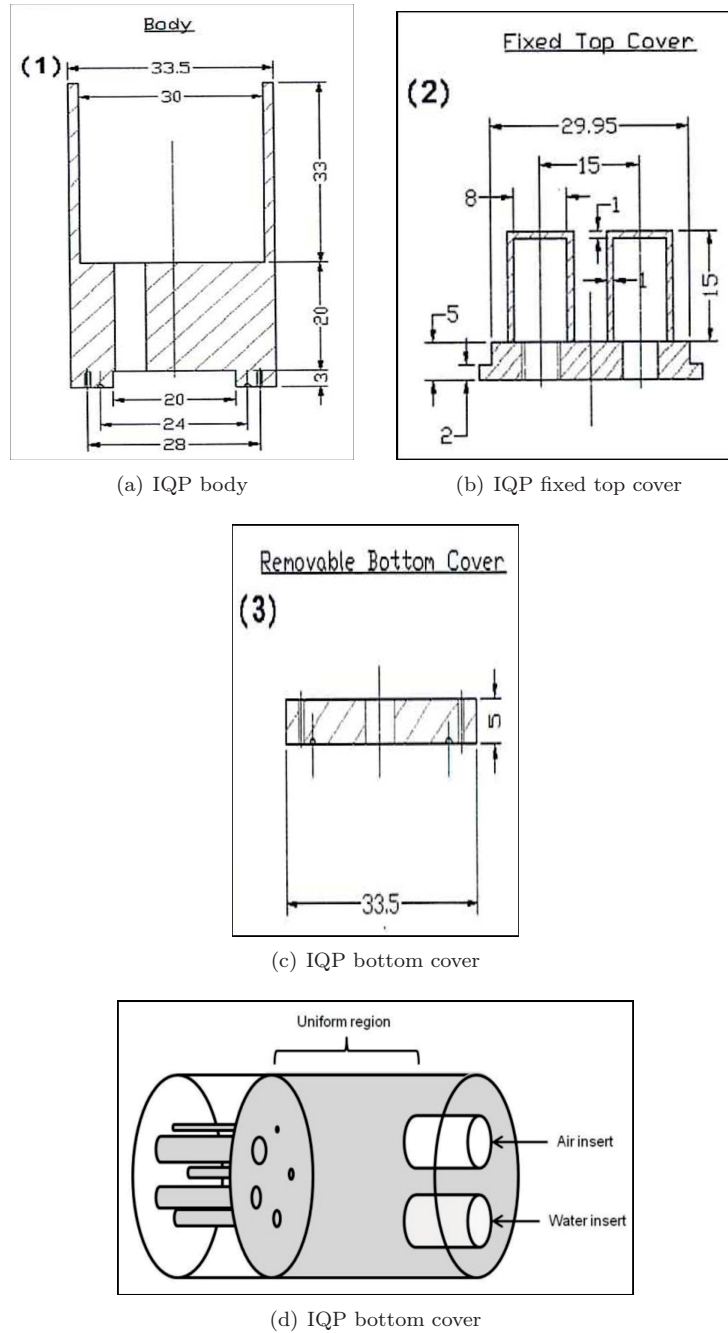 Body
(1)
33.5
30
33
20
3
20
24
28
(a) IQP body
Fixed Top Cover
(2)
29.95
15
8
1
1
15
5
2
(b) IQP fixed top cover
Removable Bottom Cover
(3)
5
33.5
(c) IQP bottom cover
Uniform region
Air insert
Water insert
(d) IQP bottom cover